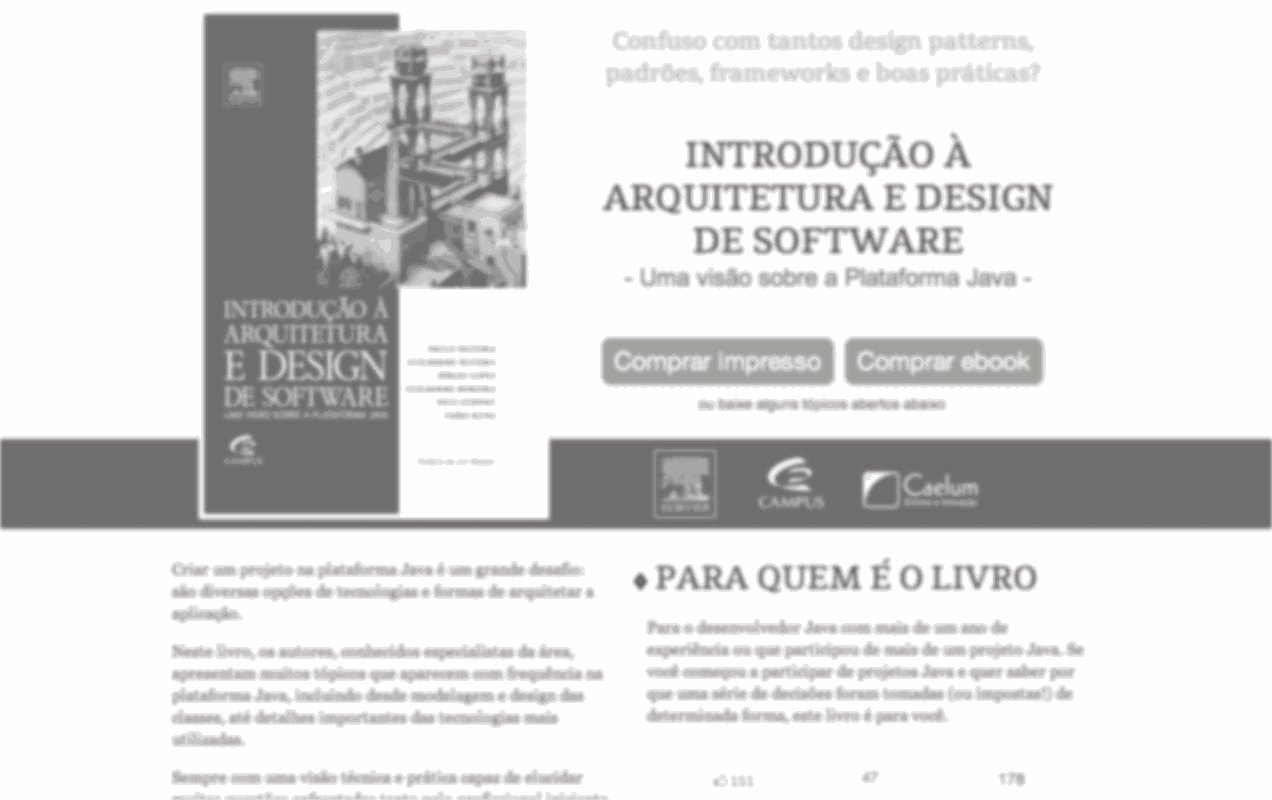 Confuso com tantos design patterns,
padrões, frameworks e boas práticas?
INTRODUÇÃO À
ARQUITETURA E DESIGN
DE SOFTWARE
- Uma visão sobre a Plataforma Java -
Comprar impresso
Comprar ebook
ou baixe alguns tópicos abertos abaixo
INTRODUÇÃO À
ARQUITETURA
E DESIGN
DE SOFTWARE
UMA VISÃO SOBRE A PLATAFORMA JAVA
CAMPUS
ELSEVIER
CAMPUS
Caelum
Criar um projeto na plataforma Java é um grande desafio:
são diversas opções de tecnologias e formas de arquitetar a
aplicação.
Neste livro, os autores, conhecidos especialistas da área,
apresentam muitos tópicos que aparecem com frequência na
plataforma Java, incluindo desde modelagem e design das
classes, até detalhes importantes das tecnologias mais
utilizadas.
Sempre com uma visão técnica e prática capaz de elucidar
♦ PARA QUEM É O LIVRO
Para o desenvolvedor Java com mais de um ano de
experiência ou que participou de mais de um projeto Java. Se
você começou a participar de projetos Java e quer saber por
que uma série de decisões foram tomadas (ou impostas!) de
determinada forma, este livro é para você.
151
47
178